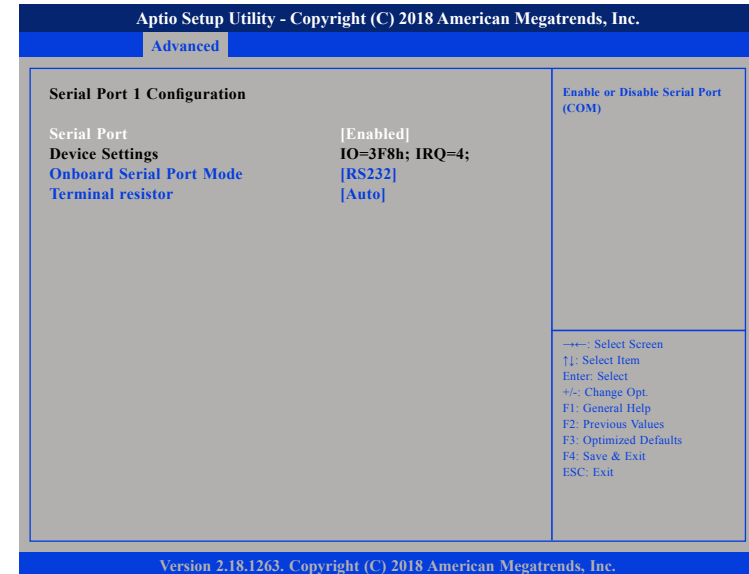 Aptio Setup Utility - Copyright (C) 2018 American Megatrends, Inc.
Advanced
Serial Port 1 Configuration
Serial Port [Enabled]
Device Settings IO=3F8h; IRQ=4;
Onboard Serial Port Mode [RS232]
Terminal resistor [Auto]
Enable or Disable Serial Port
(COM)
→←: Select Screen
↑↓: Select Item
Enter: Select
+/-: Change Opt.
F1: General Help
F2: Previous Values
F3: Optimized Defaults
F4: Save & Exit
ESC: Exit
Version 2.18.1263. Copyright (C) 2018 American Megatrends, Inc.